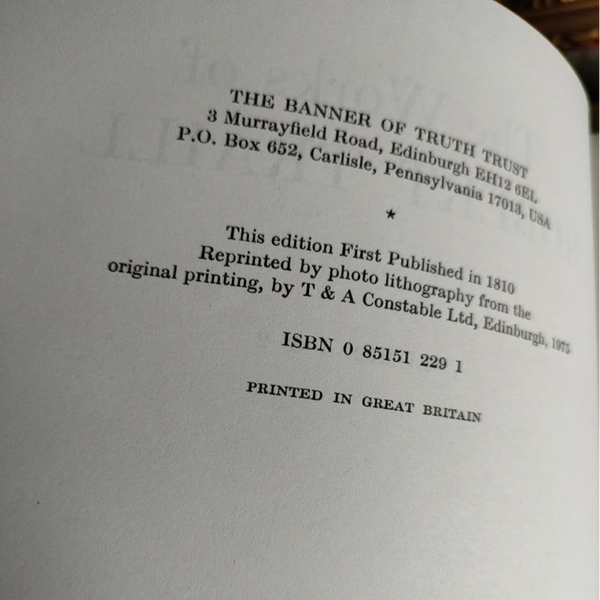 THE BANNER OF TRUTH TRUST
3 Murrayfield Road, Edinburgh EH12 6EL
P.O. Box 652, Carlisle, Pennsylvania 17013, USA
*
This edition First Published in 1810
Reprinted by photo lithography from the
original printing, by T & A Constable Ltd, Edinburgh, 1975
ISBN 0 85151 229 1
PRINTED IN GREAT BRITAIN